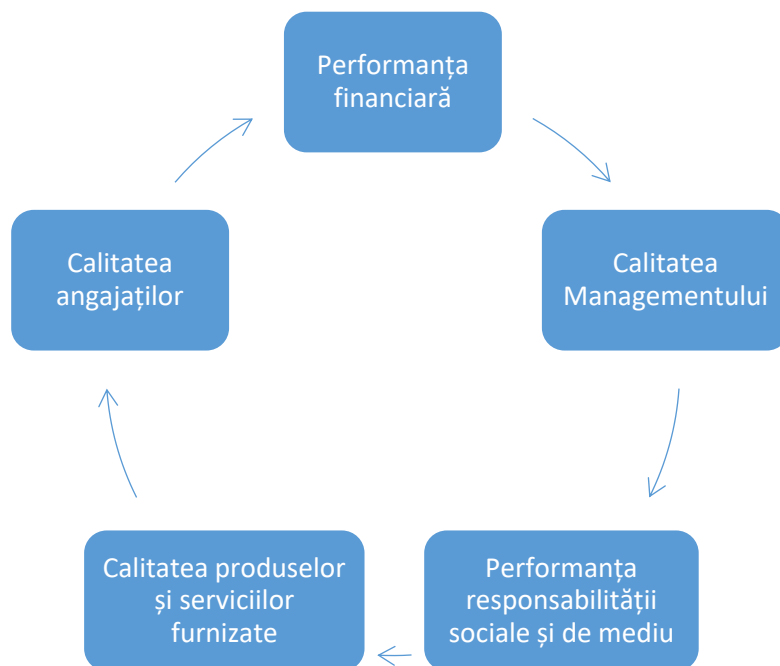 Performanța
financiară
Calitatea
Managementului
Performanța
responsabilității
sociale și de mediu
Calitatea produselor
și serviciilor
furnizate
Calitatea
angajaților